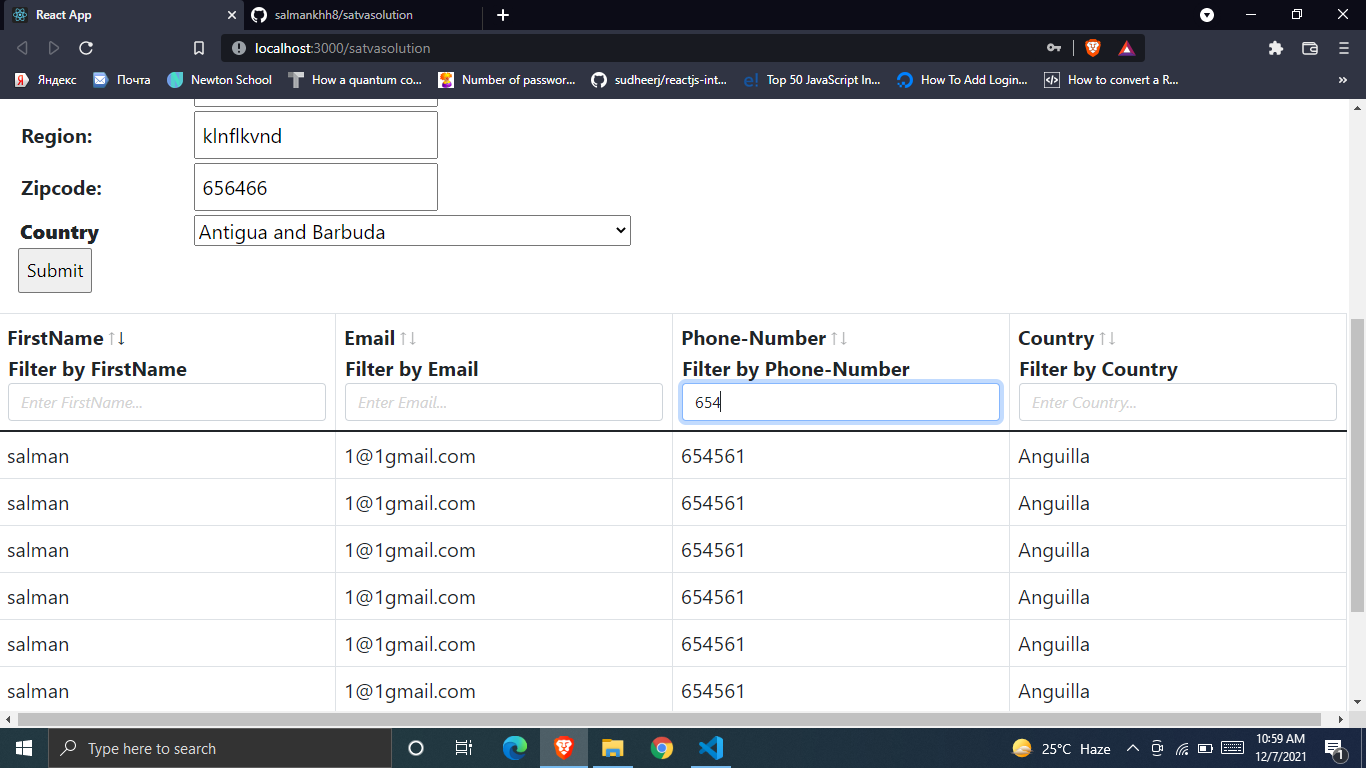 React App
salmankhh8/satvasolution
localhost:3000/satvasolution
Яндекс
Почта
Newton School
How a quantum co...
Number of passwor...
sudheerj/reactjs-int...
Top 50 JavaScript In...
How To Add Login...
How to convert a R...
Region:
klnflkvnd
Zipcode:
656466
Country
Antigua and Barbuda
Submit
FirstName Email Phone-Number Country
Filter by FirstName Filter by Email Filter by Phone-Number Filter by Country
Enter FirstName... Enter Email... 654 Enter Country...
salman 1@1gmail.com 654561 Anguilla
salman 1@1gmail.com 654561 Anguilla
salman 1@1gmail.com 654561 Anguilla
salman 1@1gmail.com 654561 Anguilla
salman 1@1gmail.com 654561 Anguilla
salman 1@1gmail.com 654561 Anguilla
Type here to search
25°C Haze
10:59 AM
12/7/2021
1